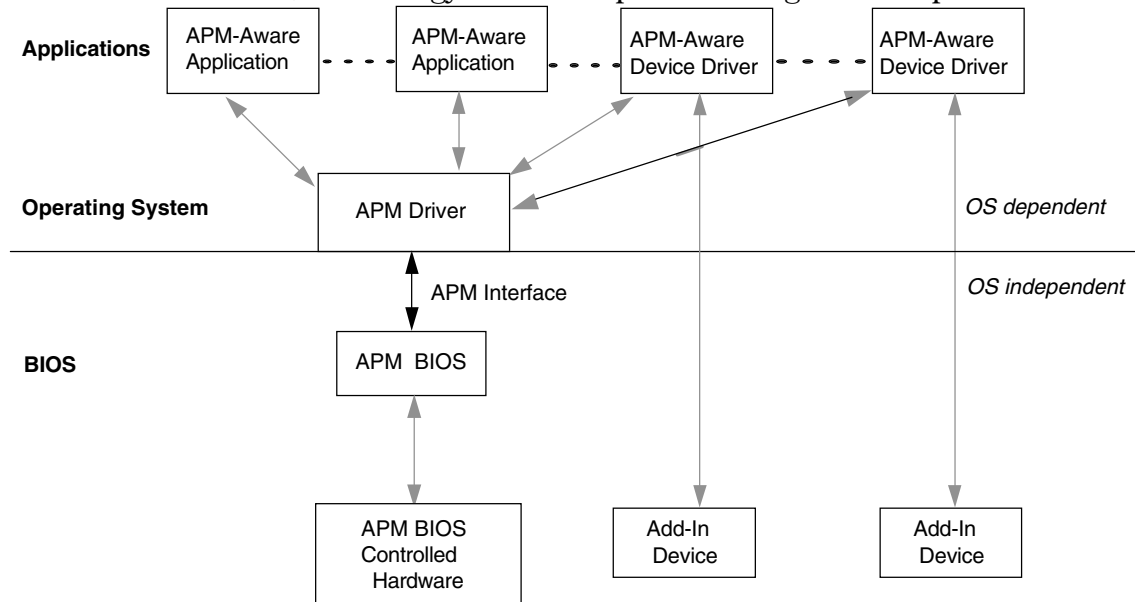 Applications
APM-Aware
Application
APM-Aware
Application
APM-Aware
Device Driver
APM-Aware
Device Driver
Operating System
APM Driver
OS dependent
APM Interface
OS independent
BIOS
APM BIOS
APM BIOS
Controlled
Hardware
Add-In
Device
Add-In
Device